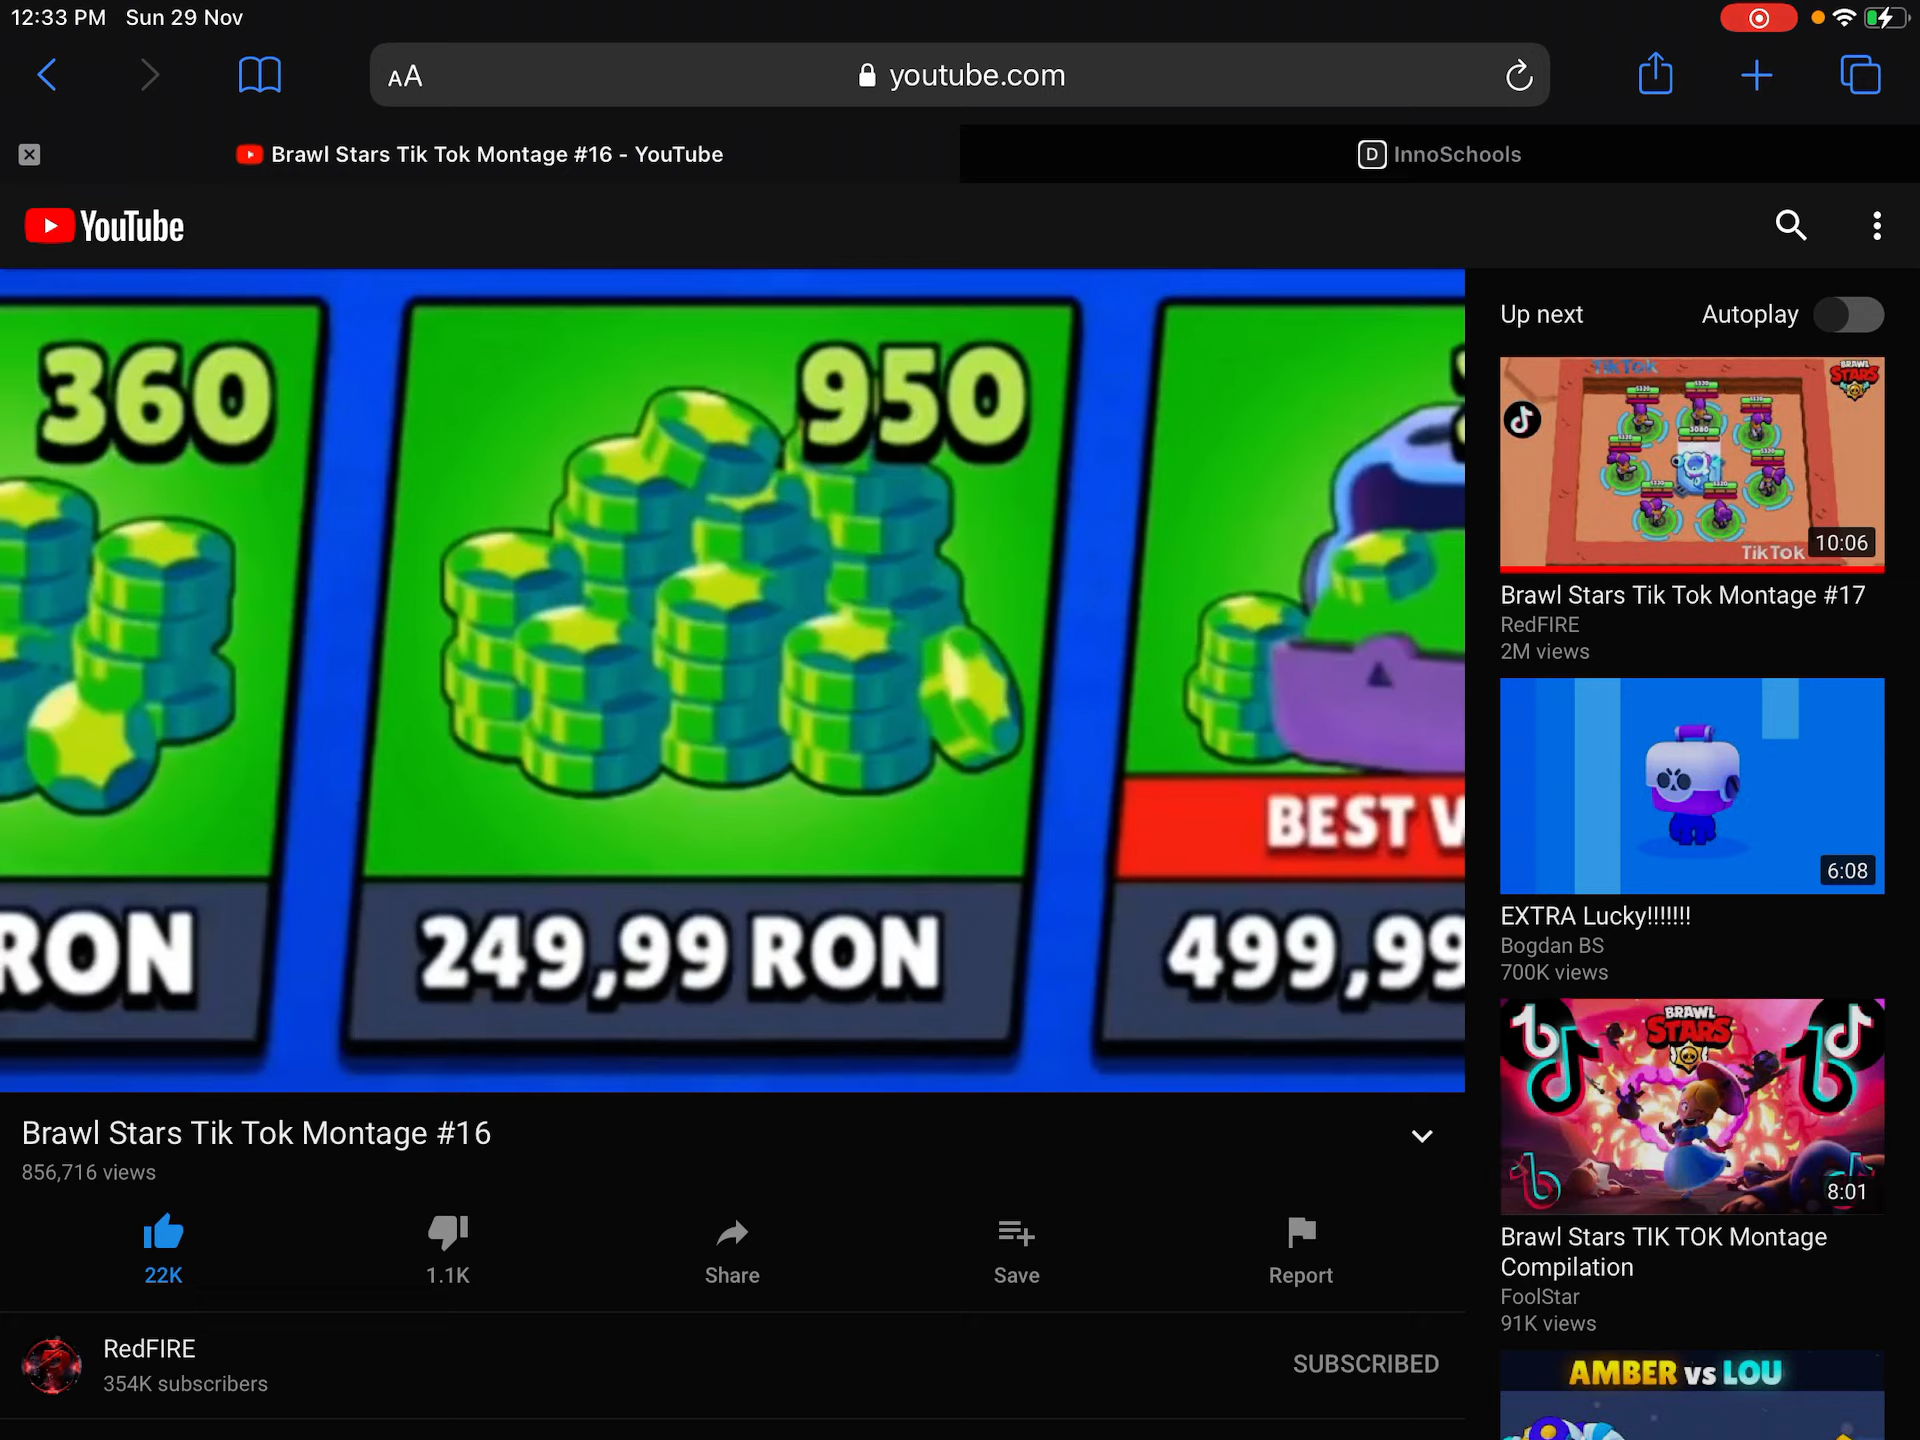 12:33 PM Sun 29 Nov
AA youtube.com
Brawl Stars Tik Tok Montage #16 - YouTube
D InnoSchools
YouTube
360
950
BEST
RON
249,99 RON
499,99
Brawl Stars Tik Tok Montage #16
856,716 views
22K
1.1K
Share
Save
Report
RedFIRE
354K subscribers
SUBSCRIBED
Up next
Autoplay
TikTok
BRAWL
STARS
TikTok
10:06
Brawl Stars Tik Tok Montage #17
RedFIRE
2M views
6:08
EXTRA Lucky!!!!!!!
Bogdan BS
700K views
BRAWL
STARS
8:01
Brawl Stars TIK TOK Montage
Compilation
FoolStar
91K views
AMBER vs LOU